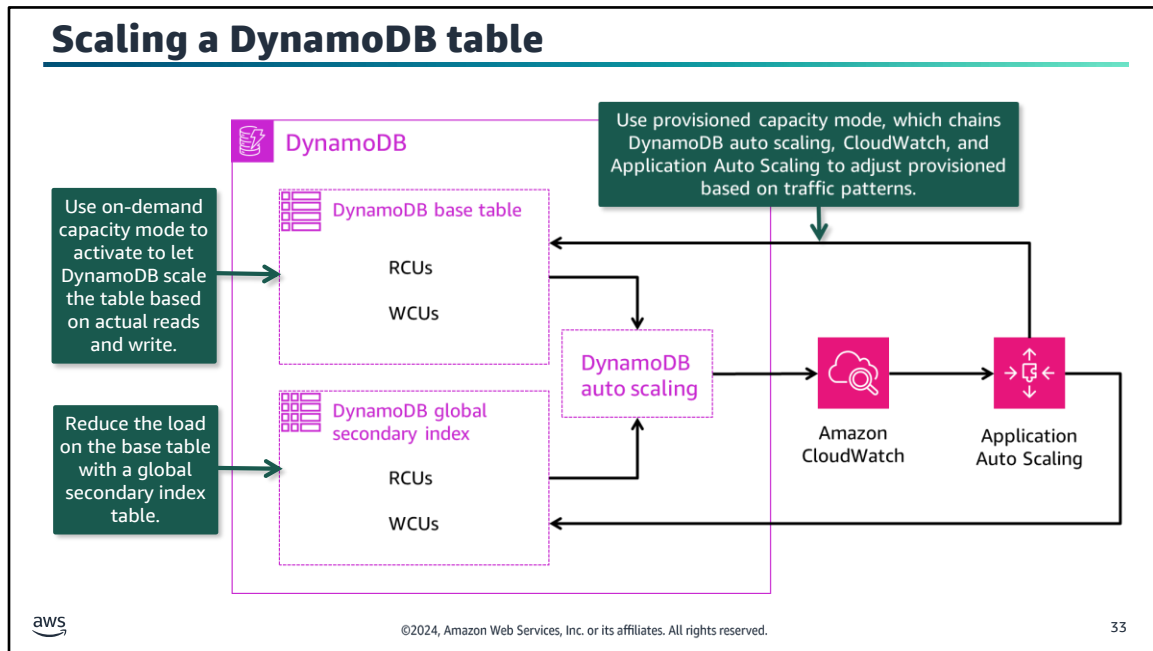 Scaling a DynamoDB table
DynamoDB
Use provisioned capacity mode, which chains
DynamoDB auto scaling, CloudWatch, and
Application Auto Scaling to adjust provisioned
based on traffic patterns.
Use on-demand
capacity mode to
activate to let
DynamoDB scale
the table based
on actual reads
and write.
DynamoDB base table
RCUs
WCUs
DynamoDB
auto scaling
Reduce the load
on the base table
with a global
secondary index
table.
DynamoDB global
secondary index
RCUs
WCUs
Amazon
CloudWatch
Application
Auto Scaling
aws
©2024, Amazon Web Services, Inc. or its affiliates. All rights reserved.
33